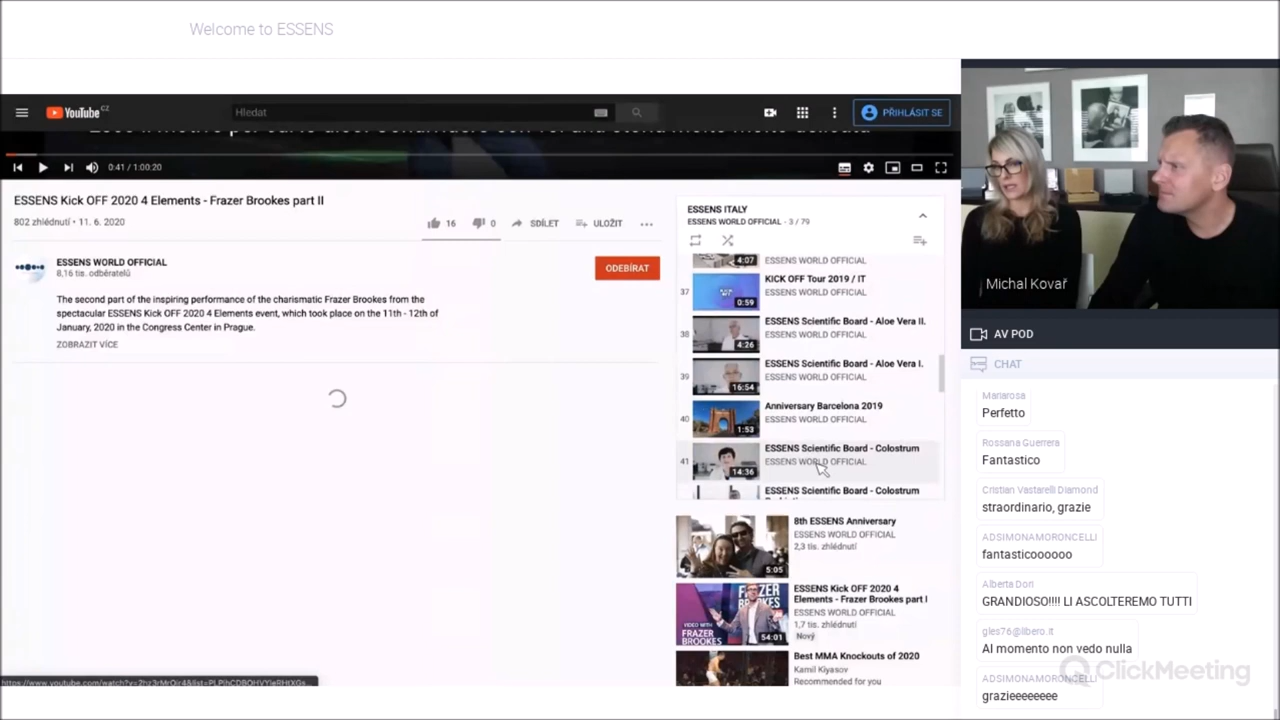 Welcome to ESSENS
YouTube CZ
Hledat
PŘIHLÁSIT SE
0:41 / 1:00:20
ESSENS Kick OFF 2020 4 Elements - Frazer Brookes part II
802 zhlédnutí • 11. 6. 2020
16
0
SDÍLET
ULOŽIT
ESSENS WORLD OFFICIAL
8,16 tis. odběratelů
ODEBÍRAT
The second part of the inspiring performance of the charismatic Frazer Brookes from the
spectacular ESSENS Kick OFF 2020 4 Elements event, which took place on the 11th - 12th of
January, 2020 in the Congress Center in Prague.
ZOBRAZIT VÍCE
ESSENS ITALY
ESSENS WORLD OFFICIAL - 3 / 79
4:07
ESSENS WORLD OFFICIAL
37
0:59
KICK OFF Tour 2019 / IT
ESSENS WORLD OFFICIAL
38
4:26
ESSENS Scientific Board - Aloe Vera II.
ESSENS WORLD OFFICIAL
39
16:54
ESSENS Scientific Board - Aloe Vera I.
ESSENS WORLD OFFICIAL
40
1:53
Anniversary Barcelona 2019
ESSENS WORLD OFFICIAL
41
14:36
ESSENS Scientific Board - Colostrum
ESSENS WORLD OFFICIAL
ESSENS Scientific Board - Colostrum
5:05
8th ESSENS Anniversary
ESSENS WORLD OFFICIAL
2,3 tis. zhlédnutí
FRAZER
BROOKES
VIDEO WITH
FRAZER
BROOKES
54:01
ESSENS Kick OFF 2020 4
Elements - Frazer Brookes part I
ESSENS WORLD OFFICIAL
1,7 tis. zhlédnutí
Nový
Best MMA Knockouts of 2020
Kamil Kiyasov
Recommended for you
Michal Kovař
AV POD
CHAT
Mariarosa
Perfetto
Rossana Guerrera
Fantastico
Cristian Vastarelli Diamond
straordinario, grazie
ADSIMONAMORONCELLI
fantasticoooooo
Alberta Dori
GRANDIOSO!!!! LI ASCOLTEREMO TUTTI
gles76@libero.it
Al momento non vedo nulla
ADSIMONAMORONCELLI
grazieeeeeeee
ClickMeeting